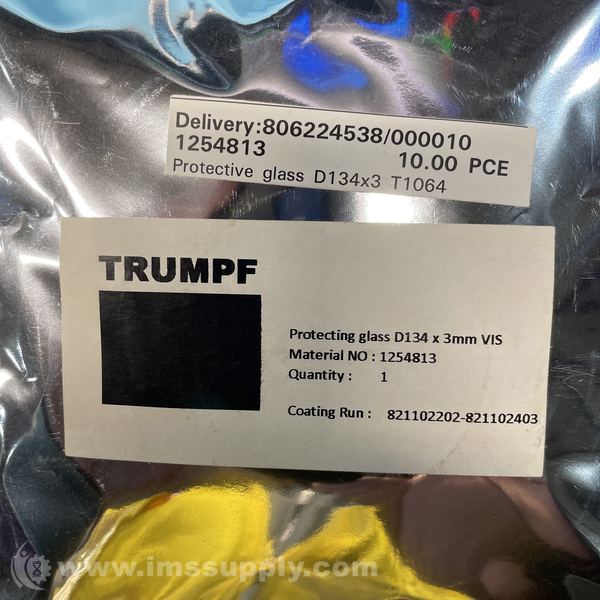 Delivery:806224538/000010
1254813 10.00 PCE
Protective glass D134x3 T1064
TRUMPF
Protecting glass D134 x 3mm VIS
Material NO : 1254813
Quantity : 1
Coating Run : 821102202-821102403
www.imssupply.com